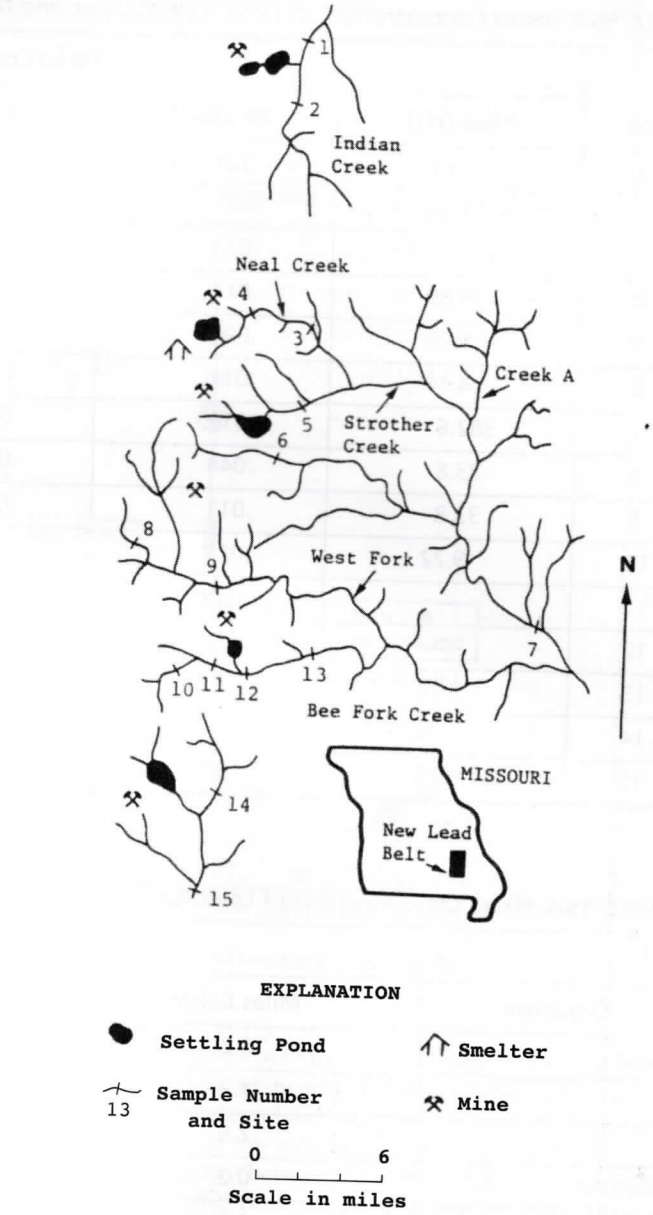 1
2
Indian
Creek
Neal Creek
4
3
Creek A
5
Strother
Creek
6
8
9
West Fork
N
7
10
11
12
13
Bee Fork Creek
14
15
MISSOURI
New Lead
Belt
EXPLANATION
Settling Pond
Smelter
13
Sample Number
and Site
Mine
0 6
Scale in miles